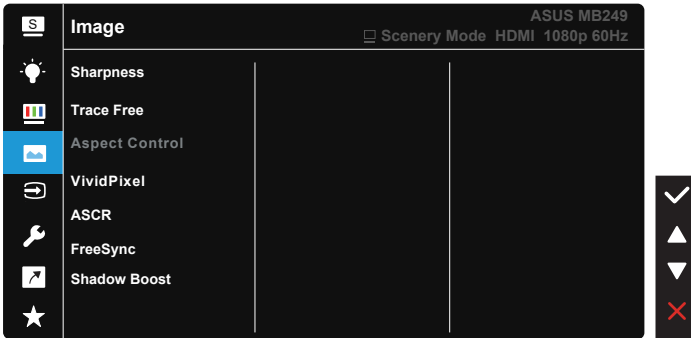 S
Image
ASUS MB249
Scenery Mode HDMI 1080p 60Hz
Sharpness
Trace Free
Aspect Control
VividPixel
ASCR
FreeSync
Shadow Boost